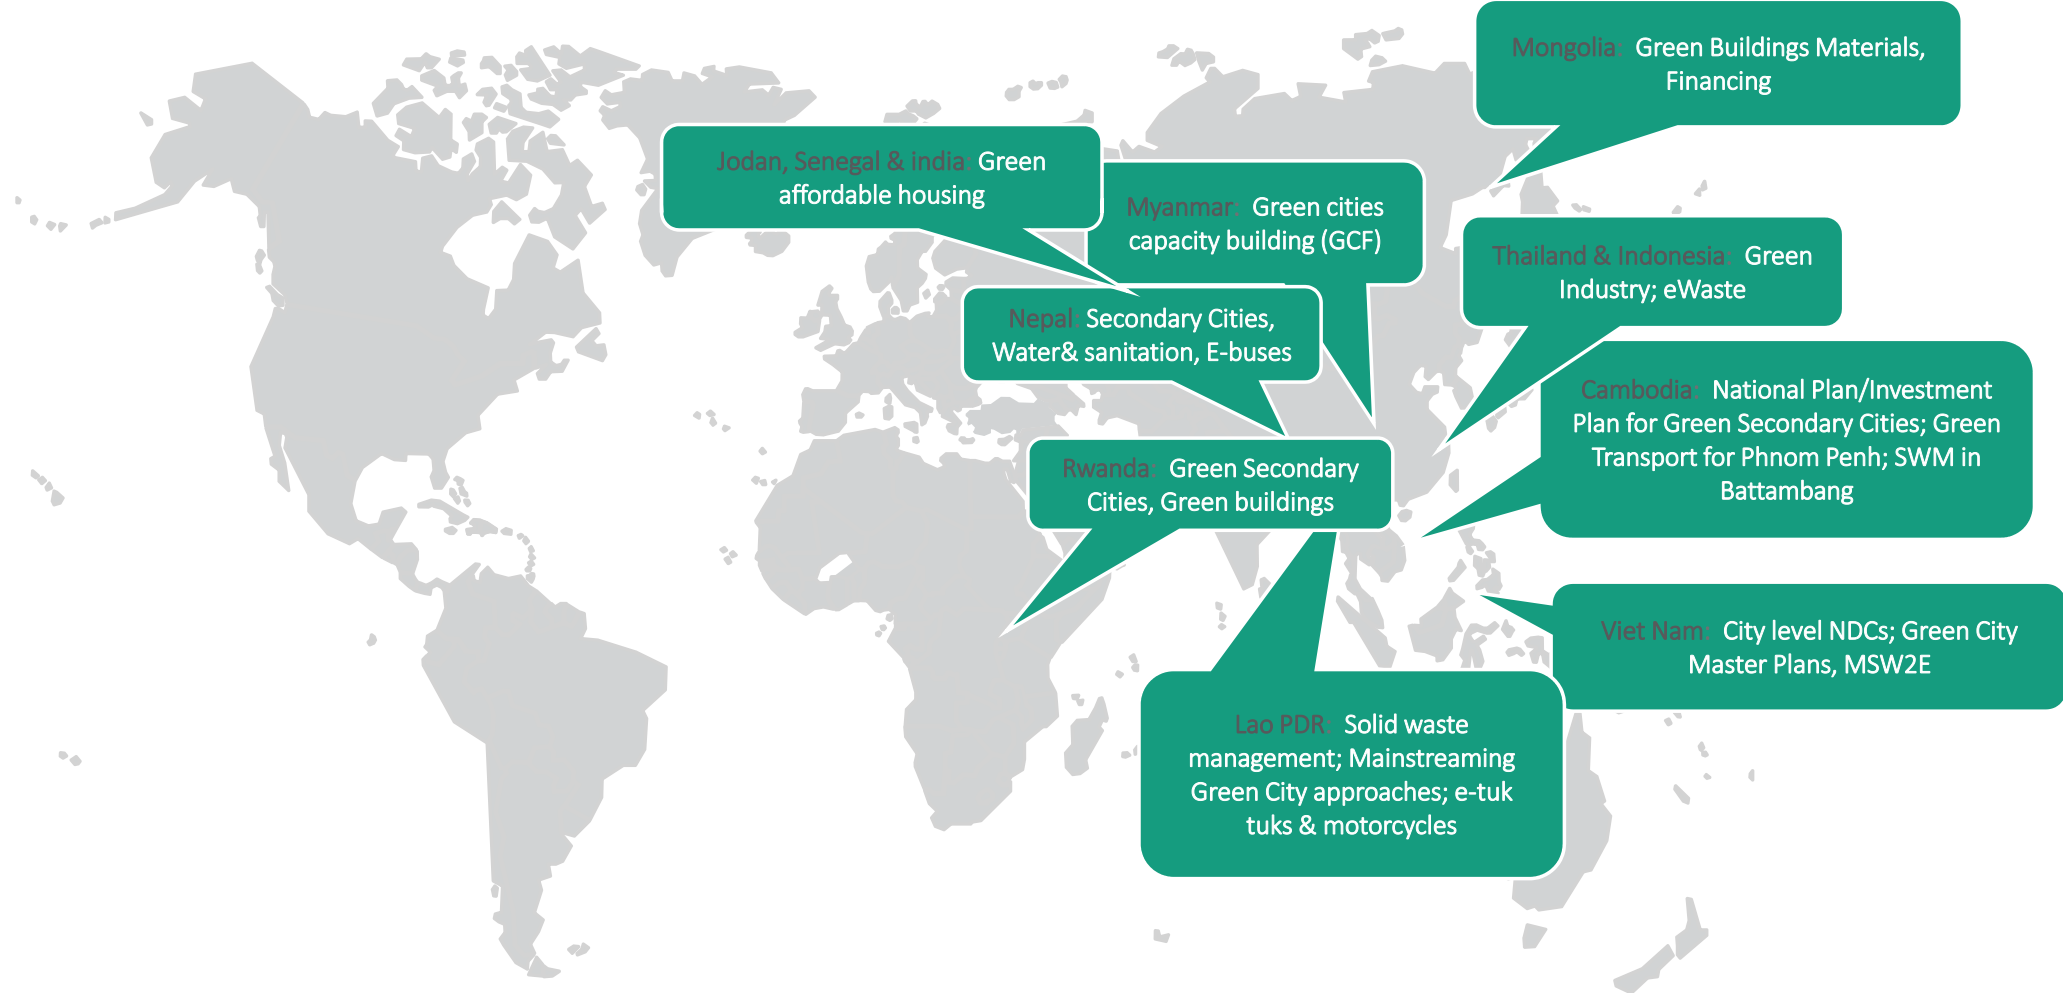 Mongolia: Green Buildings Materials,
Financing
Jodan, Senegal & india: Green
affordable housing
Myanmar: Green cities
capacity building (GCF)
Thailand & Indonesia: Green
Industry; eWaste
Nepal: Secondary Cities,
Water& sanitation, E-buses
Cambodia: National Plan/Investment
Plan for Green Secondary Cities; Green
Transport for Phnom Penh; SWM in
Battambang
Rwanda: Green Secondary
Cities, Green buildings
Viet Nam: City level NDCs; Green City
Master Plans, MSW2E
Lao PDR: Solid waste
management; Mainstreaming
Green City approaches; e-tuk
tuks & motorcycles